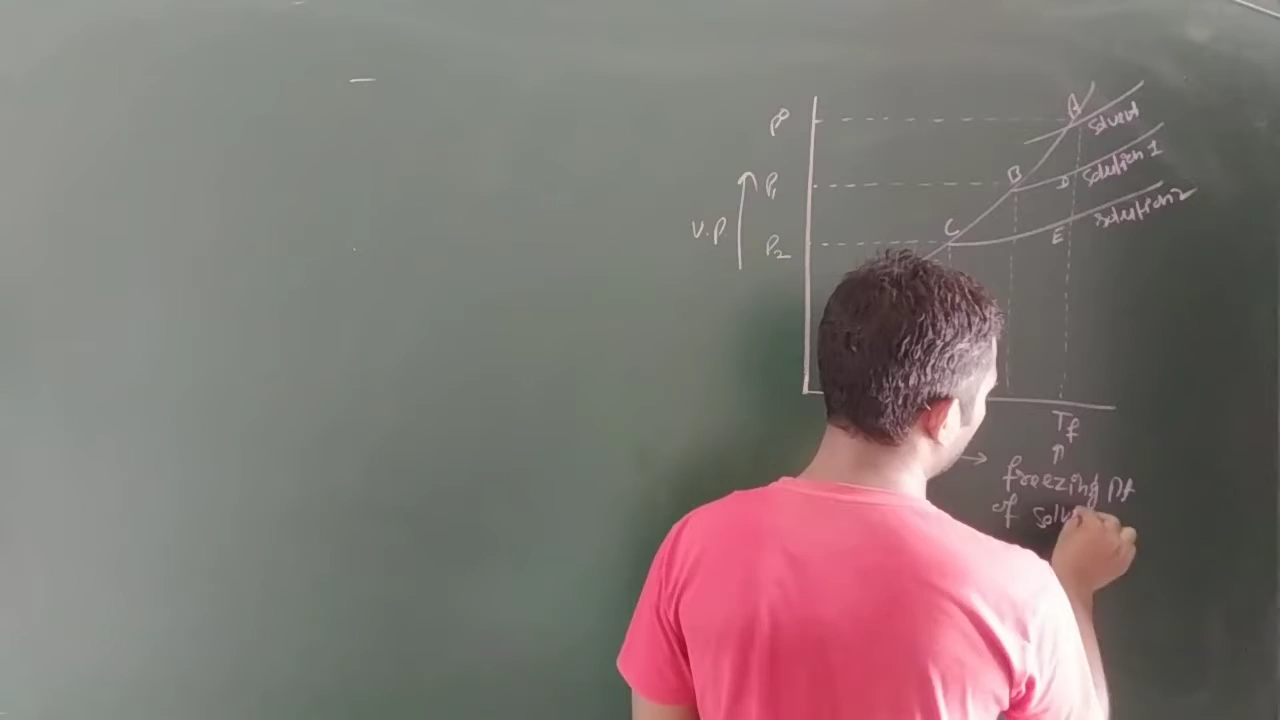 A
P°
solvent
B
P₁
D
solution 1
C
solution 2
V.P.
P₂
E
Tf
freezing pt
of solv